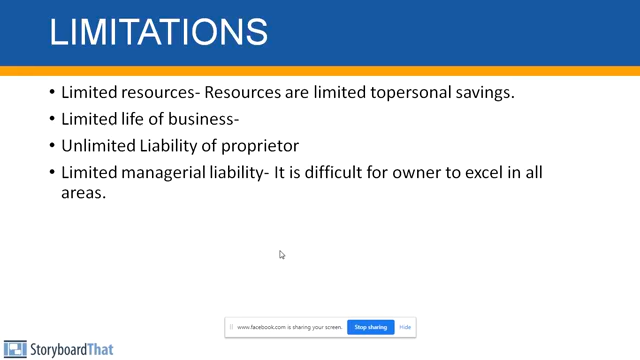 LIMITATIONS
• Limited resources- Resources are limited topersonal savings.
• Limited life of business-
• Unlimited Liability of proprietor
• Limited managerial liability- It is difficult for owner to excel in all
areas.
www.facebook.com is sharing your screen. Stop sharing Hide
StoryboardThat